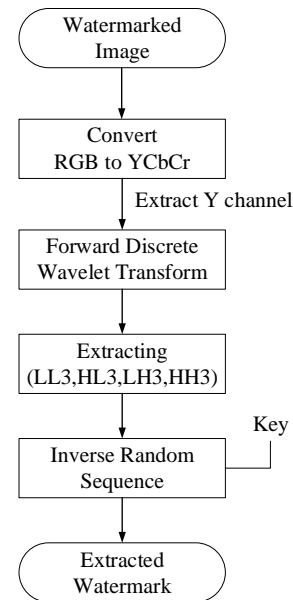 Watermarked
Image
Convert
RGB to YCbCr
Extract Y channel
Forward Discrete
Wavelet Transform
Extracting
(LL3,HL3,LH3,HH3)
Key
Inverse Random
Sequence
Extracted
Watermark